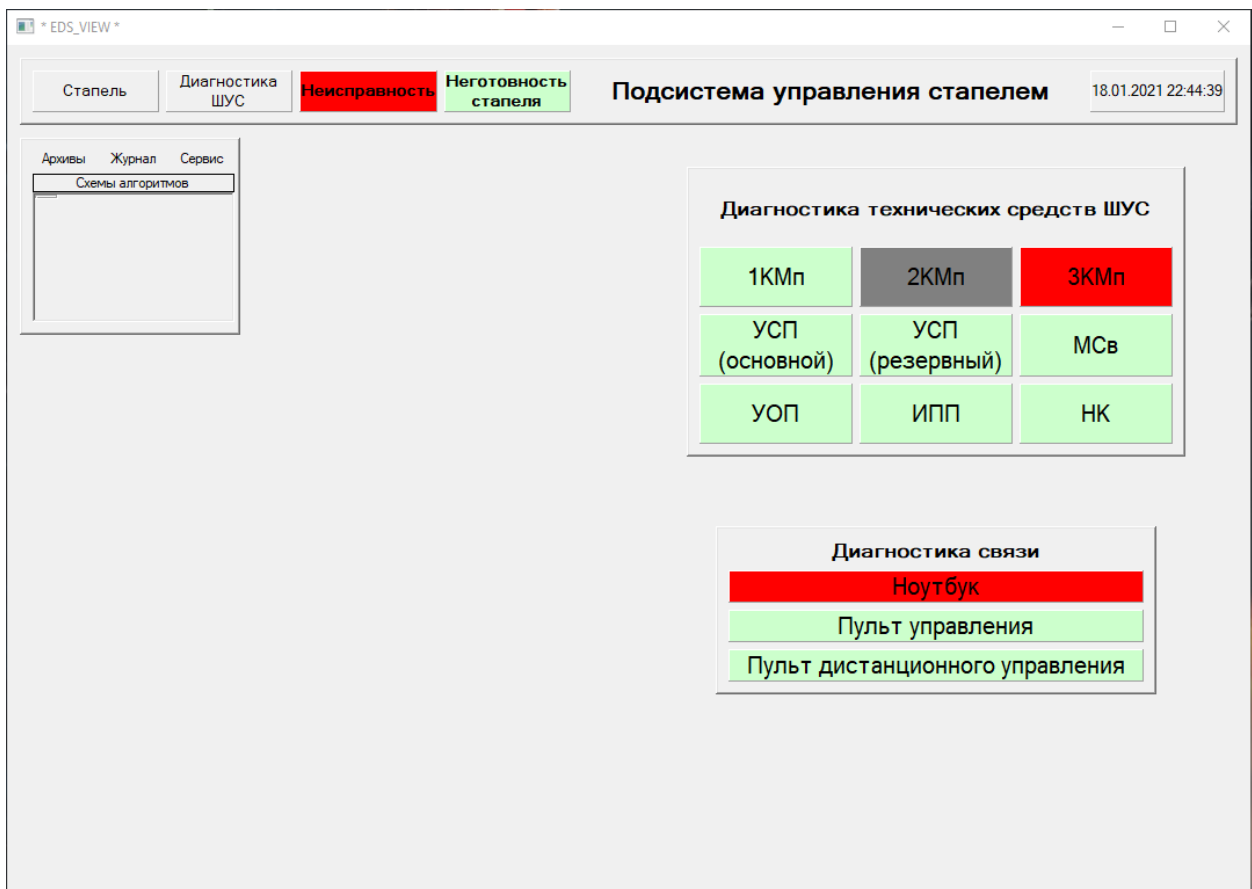 * EDS_VIEW *
Стапель
Диагностика
ШУС
Неисправность
Неготовность
стапеля
Подсистема управления стапелем
18.01.2021 22:44:39
Архивы Журнал Сервис
Схемы алгоритмов
Диагностика технических средств ШУС
1КМп 2КМп 3КМп
УСП
(основной)
УСП
(резервный)
МСв
УОП ИПП НК
Диагностика связи
Ноутбук
Пульт управления
Пульт дистанционного управления